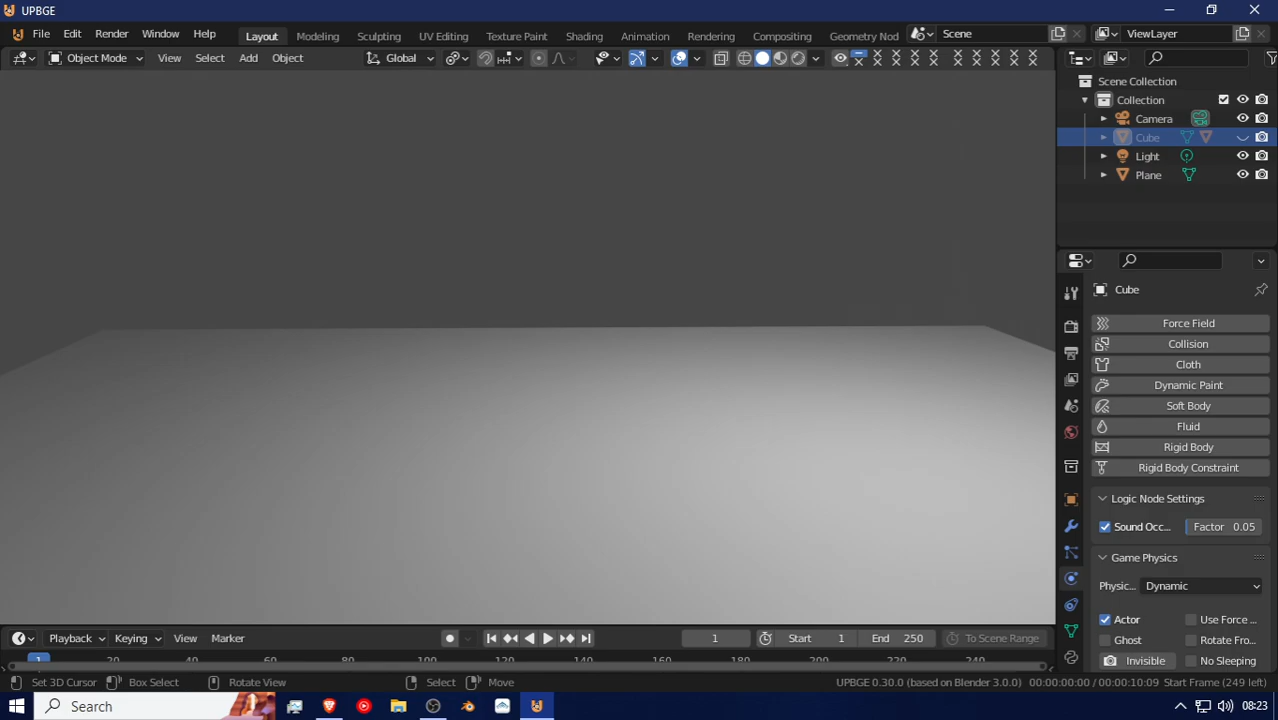 UPBGE
File Edit Render Window Help Layout Modeling Sculpting UV Editing Texture Paint Shading Animation Rendering Compositing Geometry Nod Scene ViewLayer
Object Mode View Select Add Object Global
Scene Collection
Collection
Camera
Cube
Light
Plane
Cube
Force Field
Collision
Cloth
Dynamic Paint
Soft Body
Fluid
Rigid Body
Rigid Body Constraint
Logic Node Settings
Sound Occ... Factor 0.05
Game Physics
Physic... Dynamic
Actor Use Force ...
Ghost Rotate Fro...
Invisible No Sleeping
Playback Keying View Marker 1 Start 1 End 250 To Scene Range
1 20 40 60 80 100 120 140 160 180 200 220 240
Set 3D Cursor Box Select Rotate View Select Move UPBGE 0.30.0 (based on Blender 3.0.0) 00:00:00:00 / 00:00:10:09 Start Frame (249 left)
Search 08:23